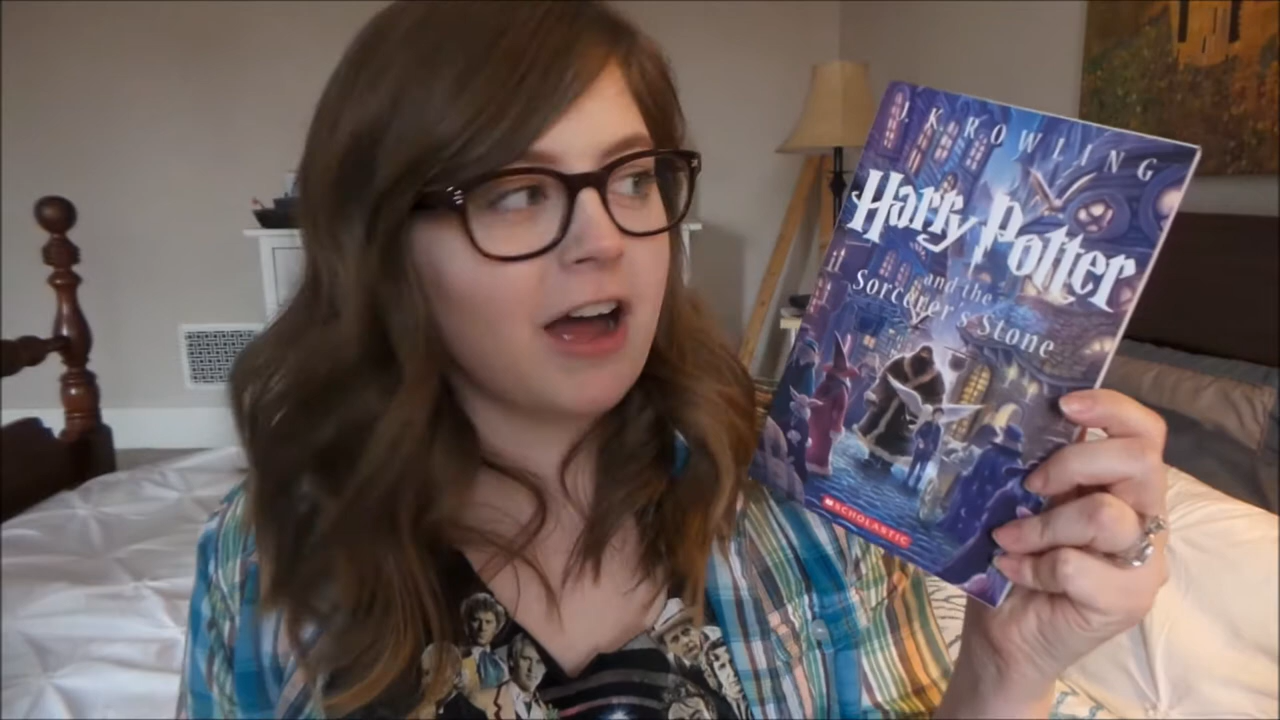 J. K. ROWLING
Harry Potter
and the
Sorcerer's Stone
SCHOLASTIC